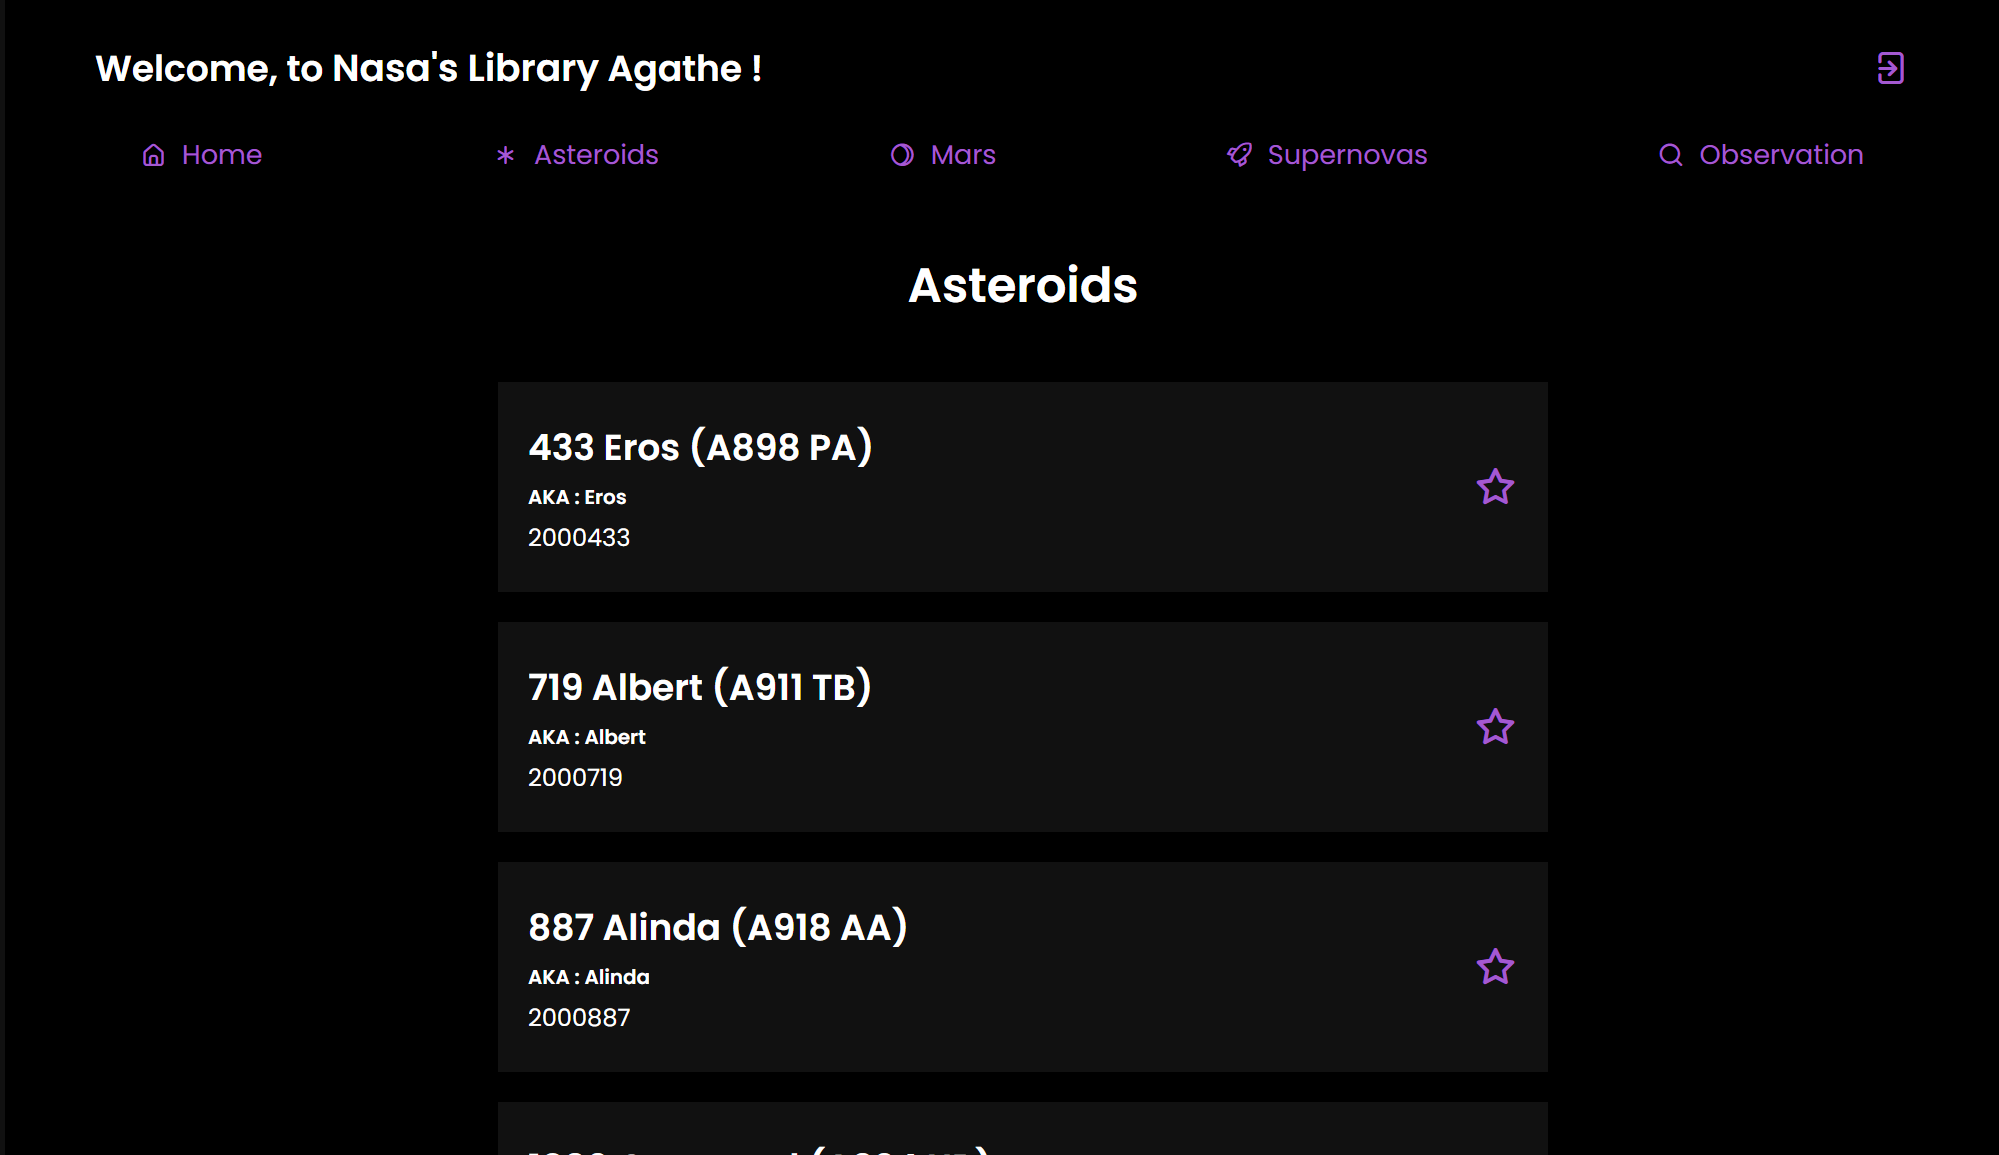 Welcome, to Nasa's Library Agathe !
Home Asteroids Mars Supernovas Observation
Asteroids
433 Eros (A898 PA)
AKA : Eros
2000433
719 Albert (A911 TB)
AKA : Albert
2000719
887 Alinda (A918 AA)
AKA : Alinda
2000887